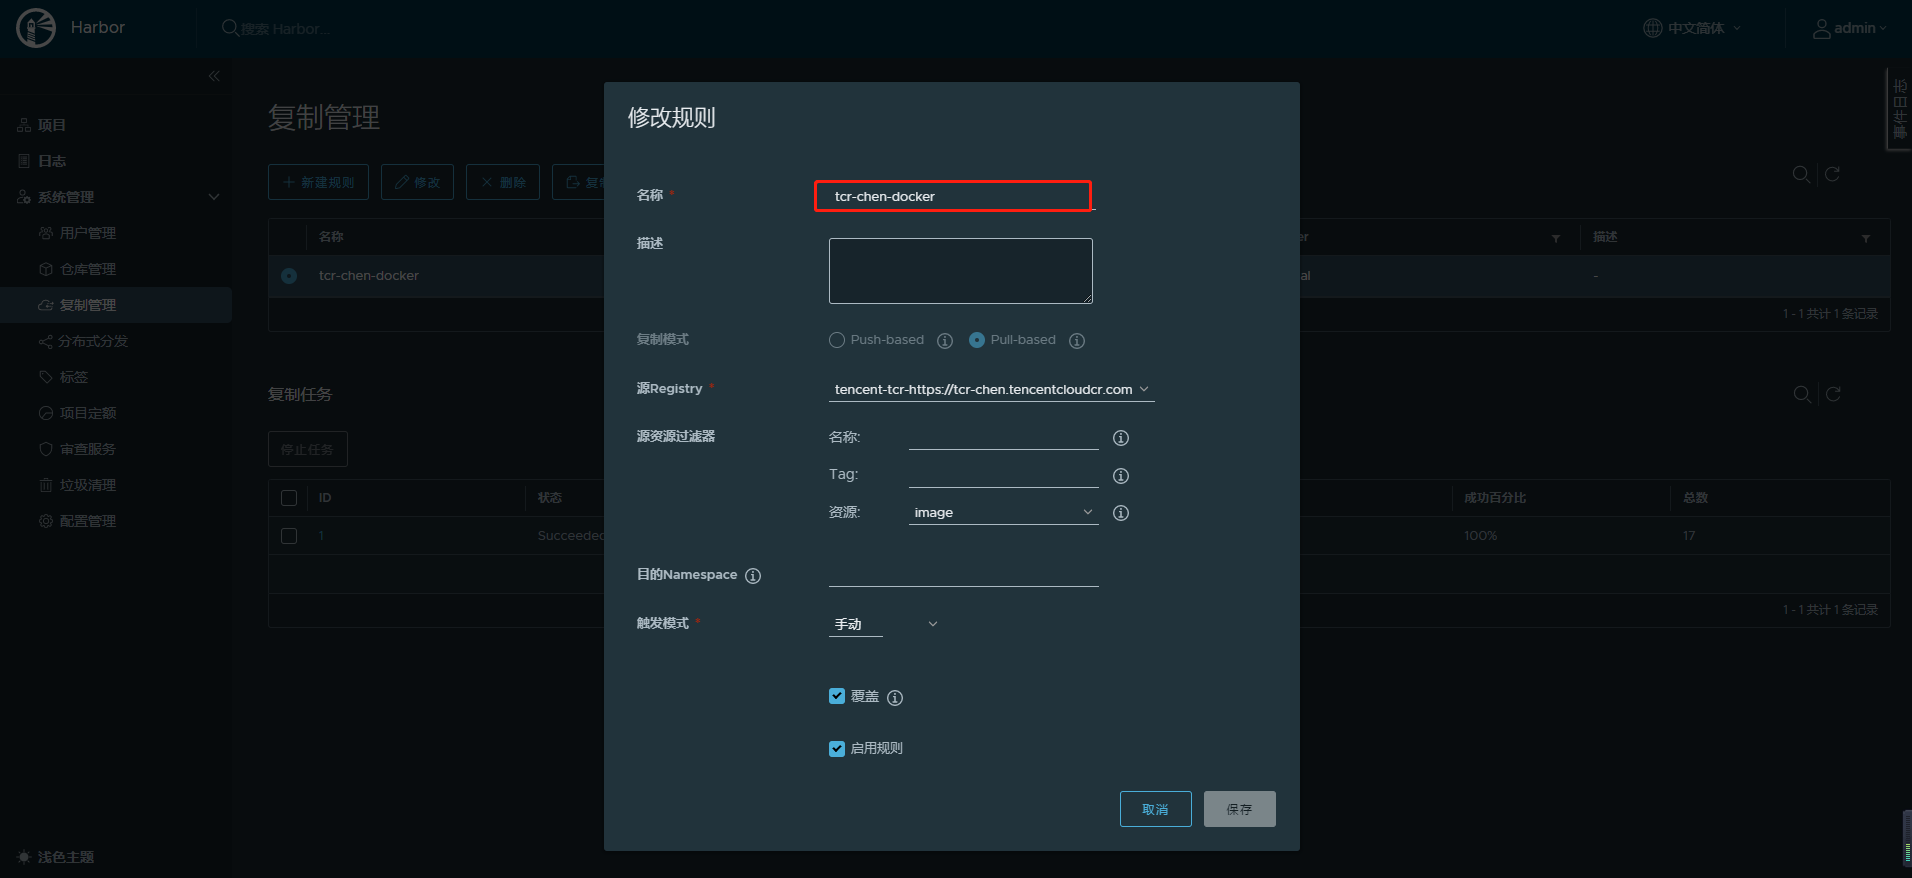 Harbor
搜索 Harbor...
中文简体
admin
事件日志
项目
日志
系统管理
用户管理
仓库管理
复制管理
分布式分发
标签
项目定额
审查服务
垃圾清理
配置管理
浅色主题
复制管理
新建规则
修改
删除
名称
描述
tcr-chen-docker
al
-
1 - 1 共计 1 条记录
复制任务
停止任务
ID
状态
成功百分比
总数
1
Succeeded
100%
17
1 - 1 共计 1 条记录
修改规则
名称 *
tcr-chen-docker
描述
复制模式
Push-based
Pull-based
源Registry *
tencent-tcr-https://tcr-chen.tencentcloudcr.com
源资源过滤器
名称:
Tag:
资源:
image
目的Namespace
触发模式 *
手动
覆盖
启用规则
取消
保存